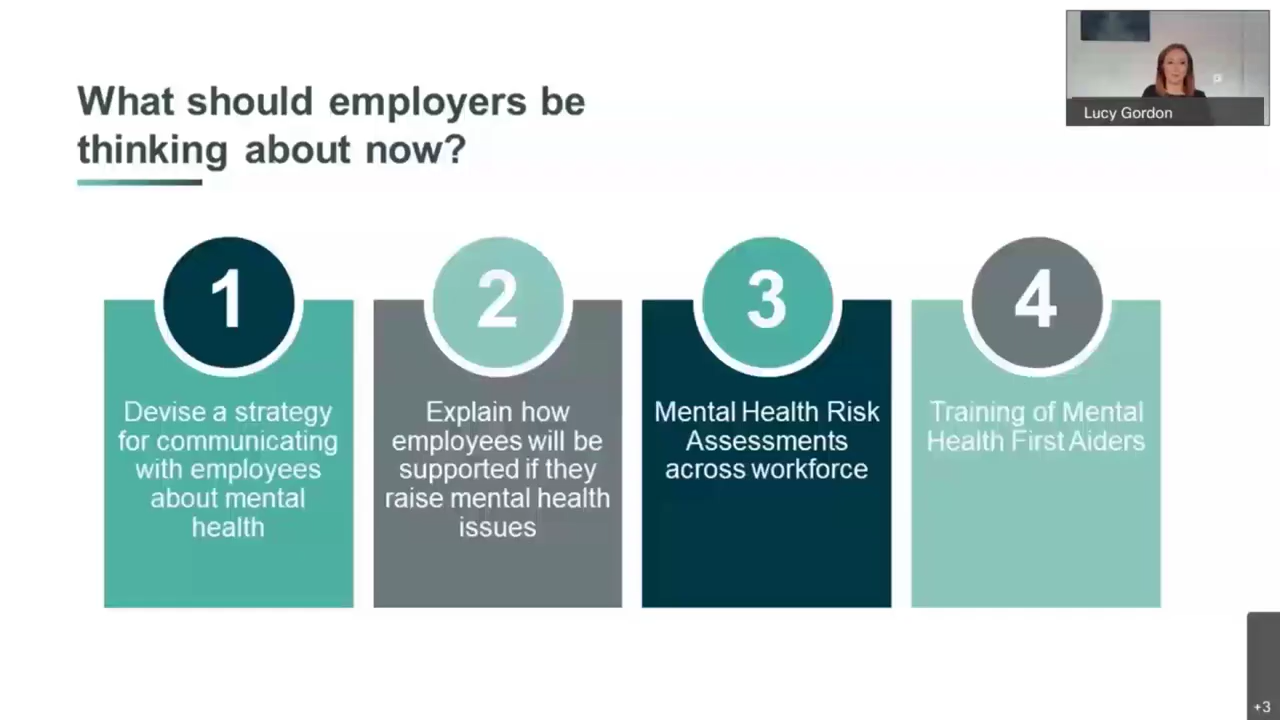 What should employers be
thinking about now?
Lucy Gordon
1
Devise a strategy
for communicating
with employees
about mental
health
2
Explain how
employees will be
supported if they
raise mental health
issues
3
Mental Health Risk
Assessments
across workforce
4
Training of Mental
Health First Aiders
+3